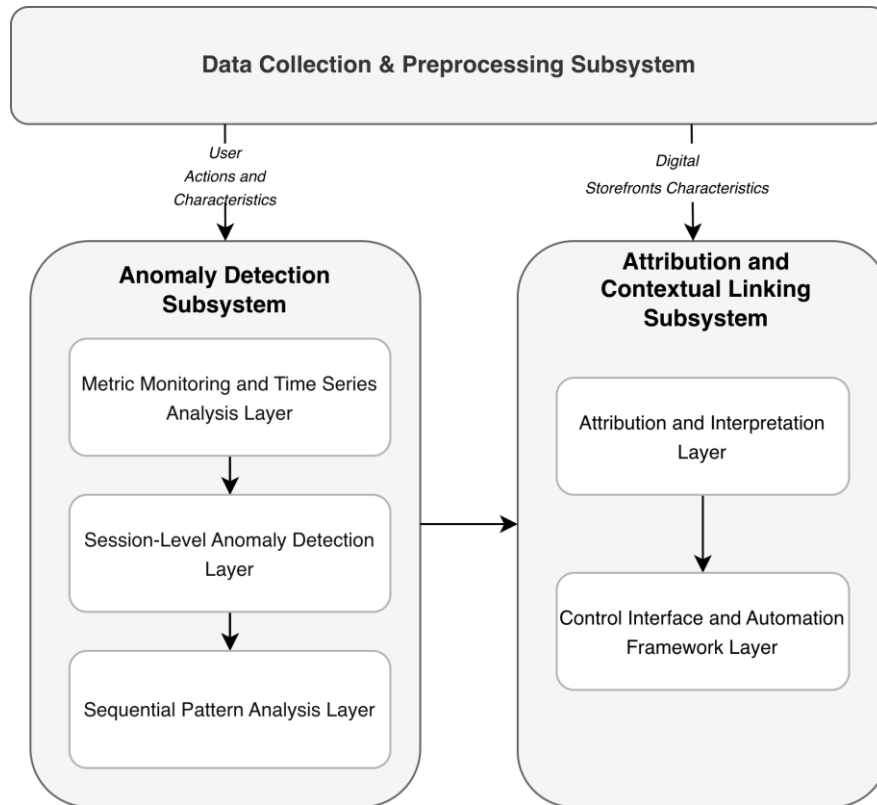 Data Collection & Preprocessing Subsystem
User
Actions and
Characteristics
Digital
Storefronts Characteristics
Anomaly Detection
Subsystem
Metric Monitoring and Time Series
Analysis Layer
Session-Level Anomaly Detection
Layer
Sequential Pattern Analysis Layer
Attribution and
Contextual Linking
Subsystem
Attribution and Interpretation
Layer
Control Interface and Automation
Framework Layer